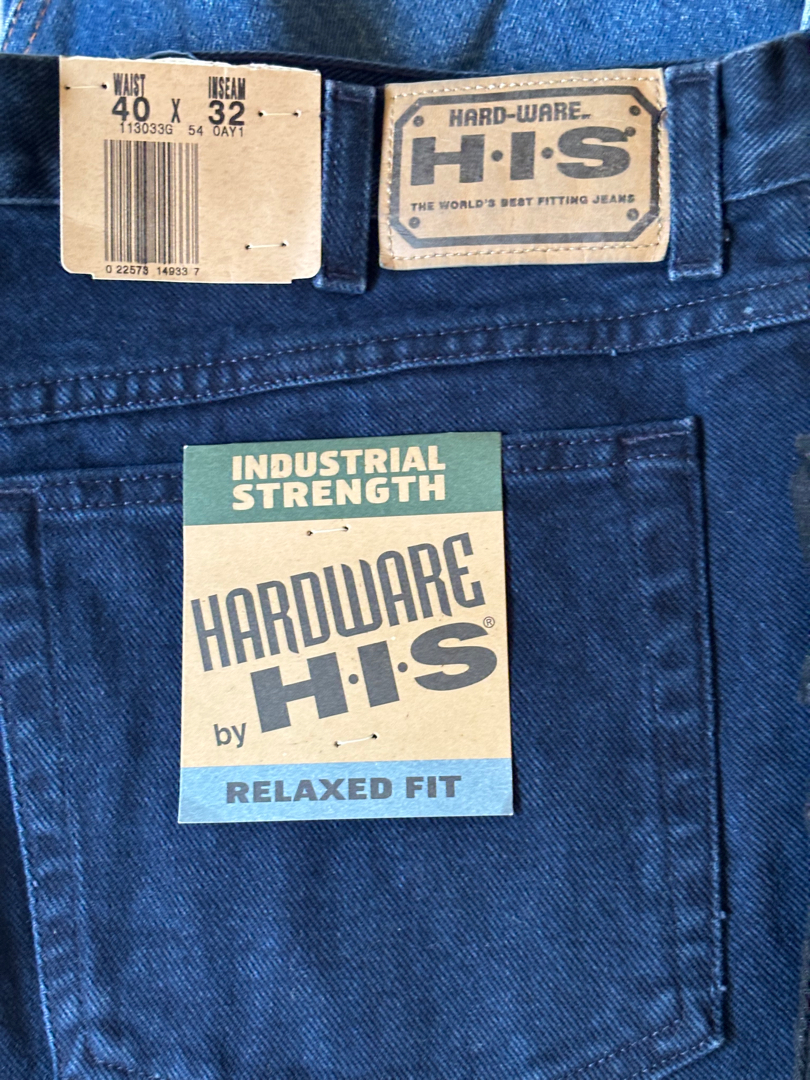 WAIST INSEAM
40 X 32
113033G 54 0AY1
0 22573 14933 7
HARD-WARE™
H·I·S®
THE WORLD'S BEST FITTING JEANS
INDUSTRIAL
STRENGTH
HARDWARE
by H·I·S®
RELAXED FIT